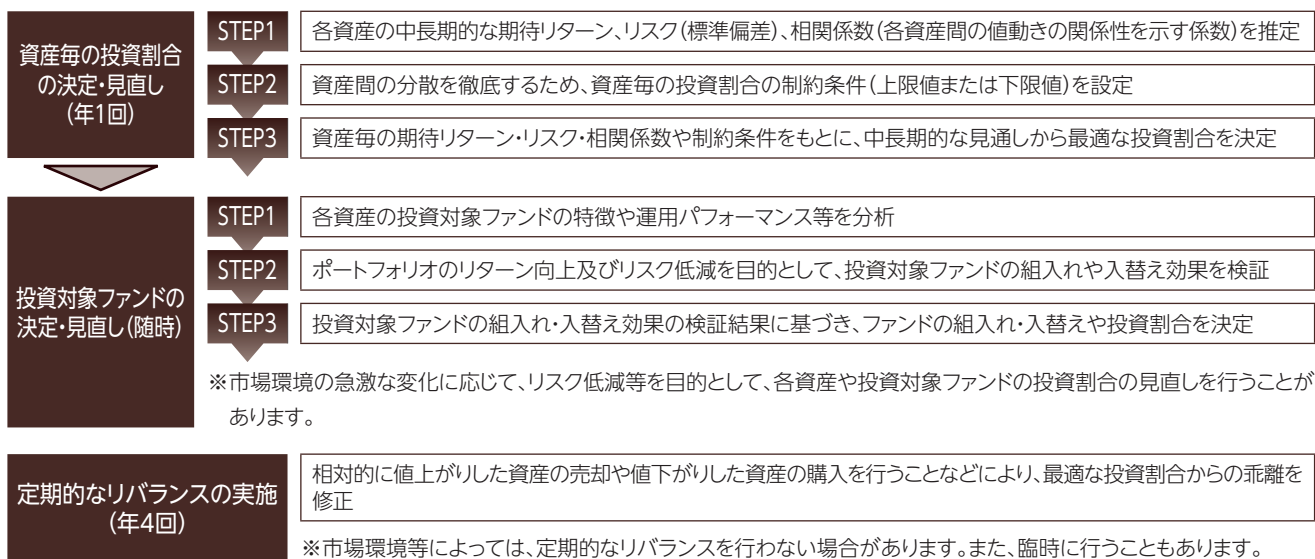 資産毎の投資割合
の決定・見直し
(年1回)
STEP1
各資産の中長期的な期待リターン、リスク(標準偏差)、相関係数(各資産間の値動きの関係性を示す係数)を推定
STEP2
資産間の分散を徹底するため、資産毎の投資割合の制約条件(上限値または下限値)を設定
STEP3
資産毎の期待リターン・リスク・相関係数や制約条件をもとに、中長期的な見通しから最適な投資割合を決定
投資対象ファンドの
決定・見直し(随時)
STEP1
各資産の投資対象ファンドの特徴や運用パフォーマンス等を分析
STEP2
ポートフォリオのリターン向上及びリスク低減を目的として、投資対象ファンドの組入れや入替え効果を検証
STEP3
投資対象ファンドの組入れ・入替え効果の検証結果に基づき、ファンドの組入れ・入替えや投資割合を決定
※市場環境の急激な変化に応じて、リスク低減等を目的として、各資産や投資対象ファンドの投資割合の見直しを行うことが
あります。
定期的なリバランスの実施
(年4回)
相対的に値上がりした資産の売却や値下がりした資産の購入を行うことなどにより、最適な投資割合からの乖離を
修正
※市場環境等によっては、定期的なリバランスを行わない場合があります。また、臨時に行うこともあります。